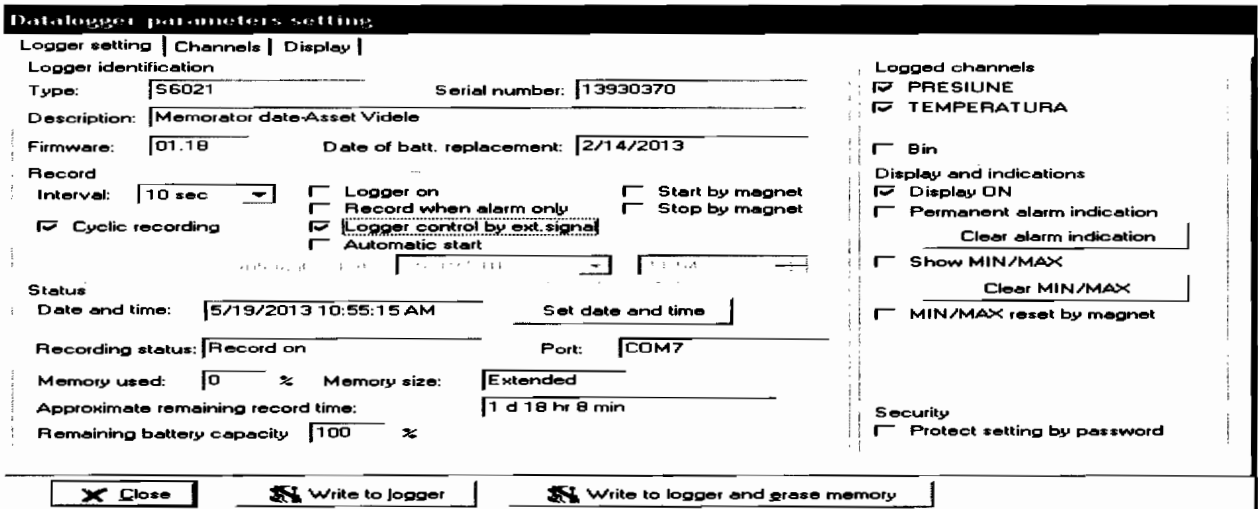 Datalogger parameters setting
Logger setting Channels Display
Logger identification
Type: S6021 Serial number: 13930370
Description: Memorator date-Asset Videle
Firmware: 01.18 Date of batt. replacement: 2/14/2013
Record
Interval: 10 sec Logger on Start by magnet
Record when alarm only Stop by magnet
Cyclic recording Logger control by ext.signal
Automatic start
Status
Date and time: 5/19/2013 10:55:15 AM Set date and time
Recording status: Record on Port: COM7
Memory used: 0 % Memory size: Extended
Approximate remaining record time: 1 d 18 hr 8 min
Remaining battery capacity 100 %
Logged channels
PRESIUNE
TEMPERATURA
Bin
Display and indications
Display ON
Permanent alarm indication
Clear alarm indication
Show MIN/MAX
Clear MIN/MAX
MIN/MAX reset by magnet
Security
Protect setting by password
Close Write to logger Write to logger and erase memory